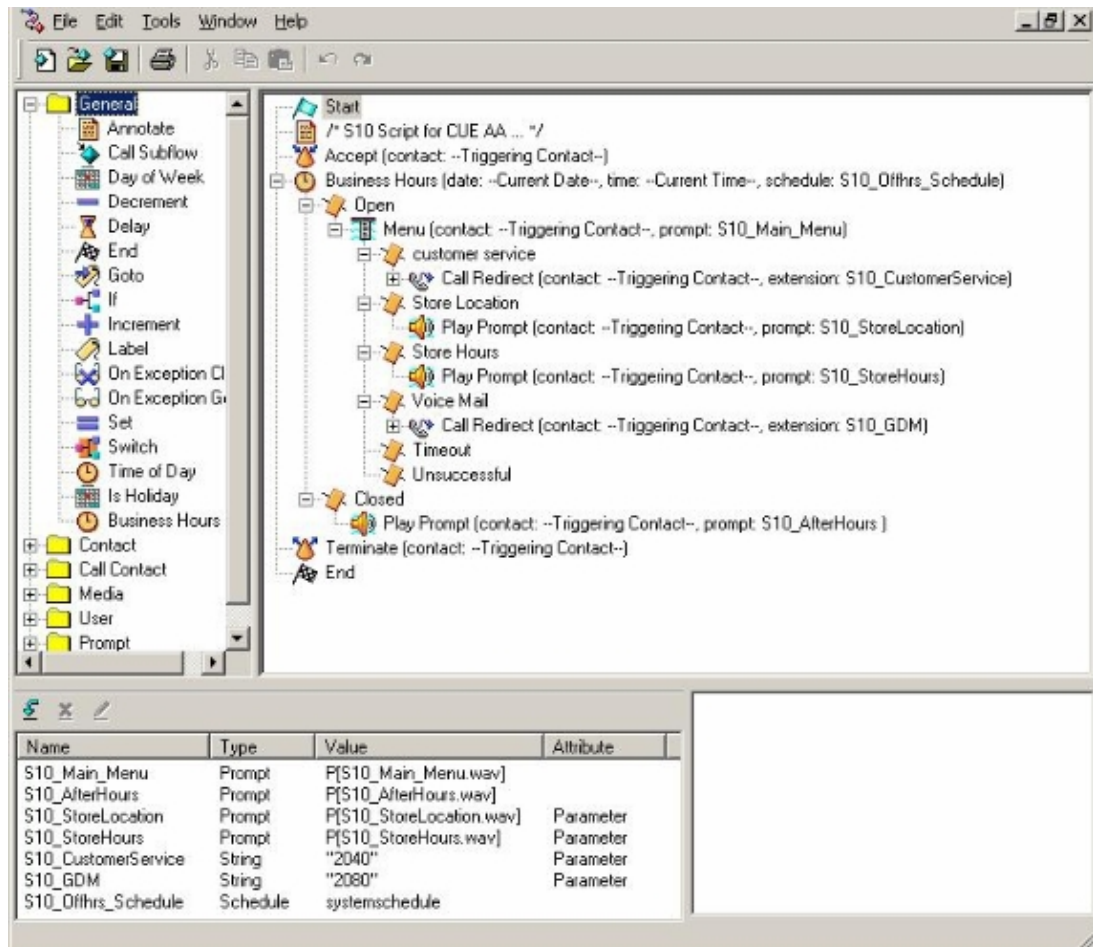 File Edit Tools Window Help
General
Annotate
Call Subflow
Day of Week
Decrement
Delay
End
Goto
If
Increment
Label
On Exception Cl
On Exception G
Set
Switch
Time of Day
Is Holiday
Business Hours
Contact
Call Contact
Media
User
Prompt
Start
/* S10 Script for CUE AA ... */
Accept (contact: --Triggering Contact--)
Business Hours (date: --Current Date--, time: --Current Time--, schedule: S10_Offhrs_Schedule)
Open
Menu (contact: --Triggering Contact--, prompt: S10_Main_Menu)
customer service
Call Redirect (contact: --Triggering Contact--, extension: S10_CustomerService)
Store Location
Play Prompt (contact: --Triggering Contact--, prompt: S10_StoreLocation)
Store Hours
Play Prompt (contact: --Triggering Contact--, prompt: S10_StoreHours)
Voice Mail
Call Redirect (contact: --Triggering Contact--, extension: S10_GDM)
Timeout
Unsuccessful
Closed
Play Prompt (contact: --Triggering Contact--, prompt: S10_AfterHours )
Terminate (contact: --Triggering Contact--)
End
Name Type Value Attribute
S10_Main_Menu Prompt P[S10_Main_Menu.wav]
S10_AfterHours Prompt P[S10_AfterHours.wav]
S10_StoreLocation Prompt P[S10_StoreLocation.wav] Parameter
S10_StoreHours Prompt P[S10_StoreHours.wav] Parameter
S10_CustomerService String "2040" Parameter
S10_GDM String "2080" Parameter
S10_Offhrs_Schedule Schedule systemschedule